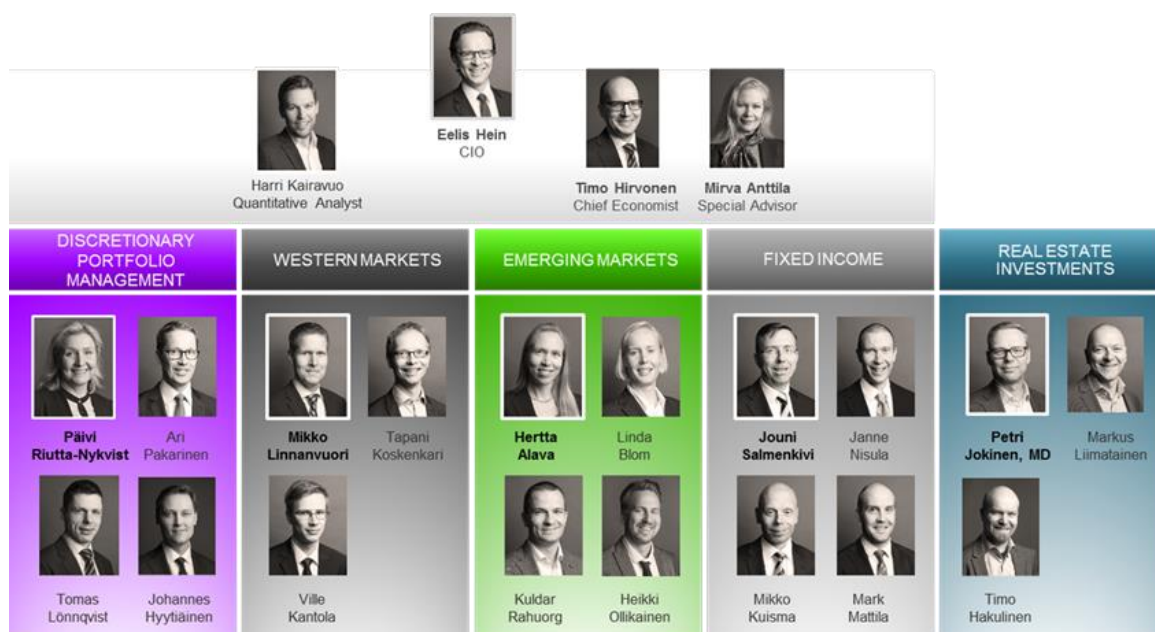 Eelis Hein
CIO
Harri Kairavuo
Quantitative Analyst
Timo Hirvonen
Chief Economist
Mirva Anttila
Special Advisor
DISCRETIONARY
PORTFOLIO
MANAGEMENT
WESTERN MARKETS
EMERGING MARKETS
FIXED INCOME
REAL ESTATE
INVESTMENTS
Päivi
Riutta-Nykvist
Ari
Pakarinen
Tomas
Lönnqvist
Johannes
Hyytiäinen
Mikko
Linnanvuori
Tapani
Koskenkari
Ville
Kantola
Hertta
Alava
Linda
Blom
Kuldar
Rahuorg
Heikki
Ollikainen
Jouni
Salmenkivi
Janne
Nisula
Mikko
Kuisma
Mark
Mattila
Petri
Jokinen, MD
Markus
Liimatainen
Timo
Hakulinen